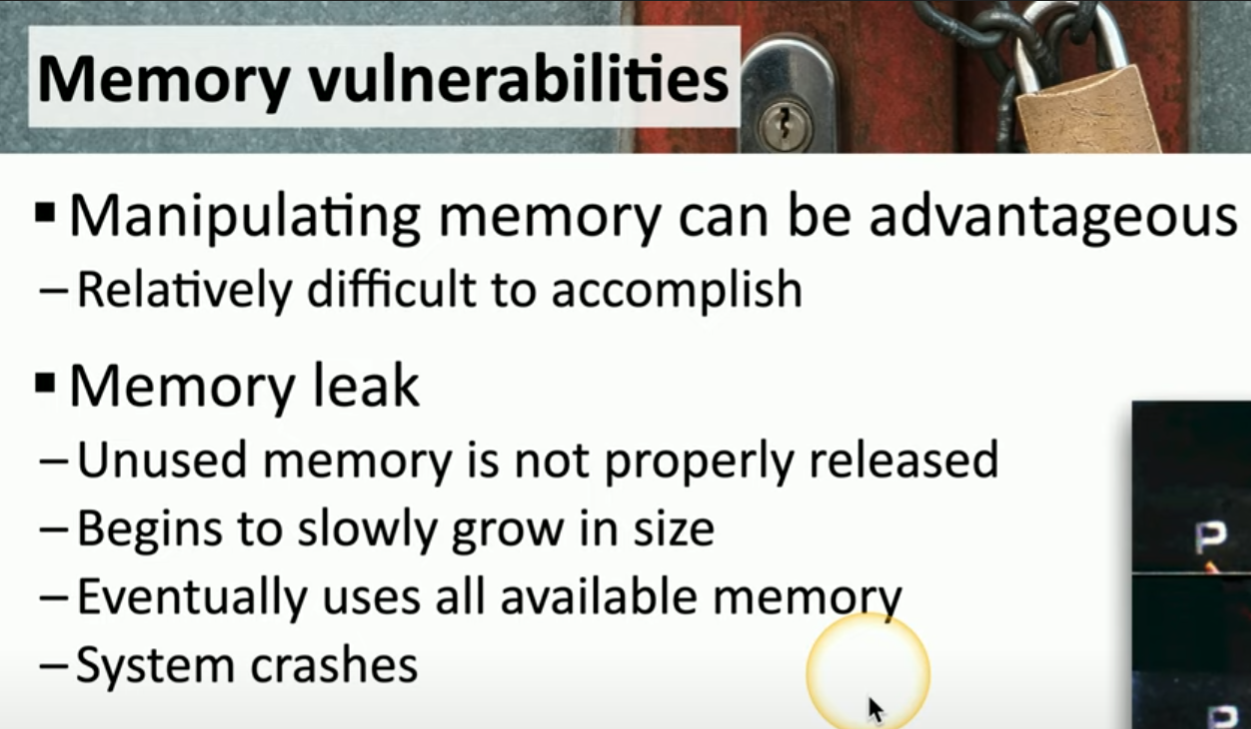 Memory vulnerabilities
▪ Manipulating memory can be advantageous
– Relatively difficult to accomplish
▪ Memory leak
– Unused memory is not properly released
– Begins to slowly grow in size
– Eventually uses all available memory
– System crashes
P
P